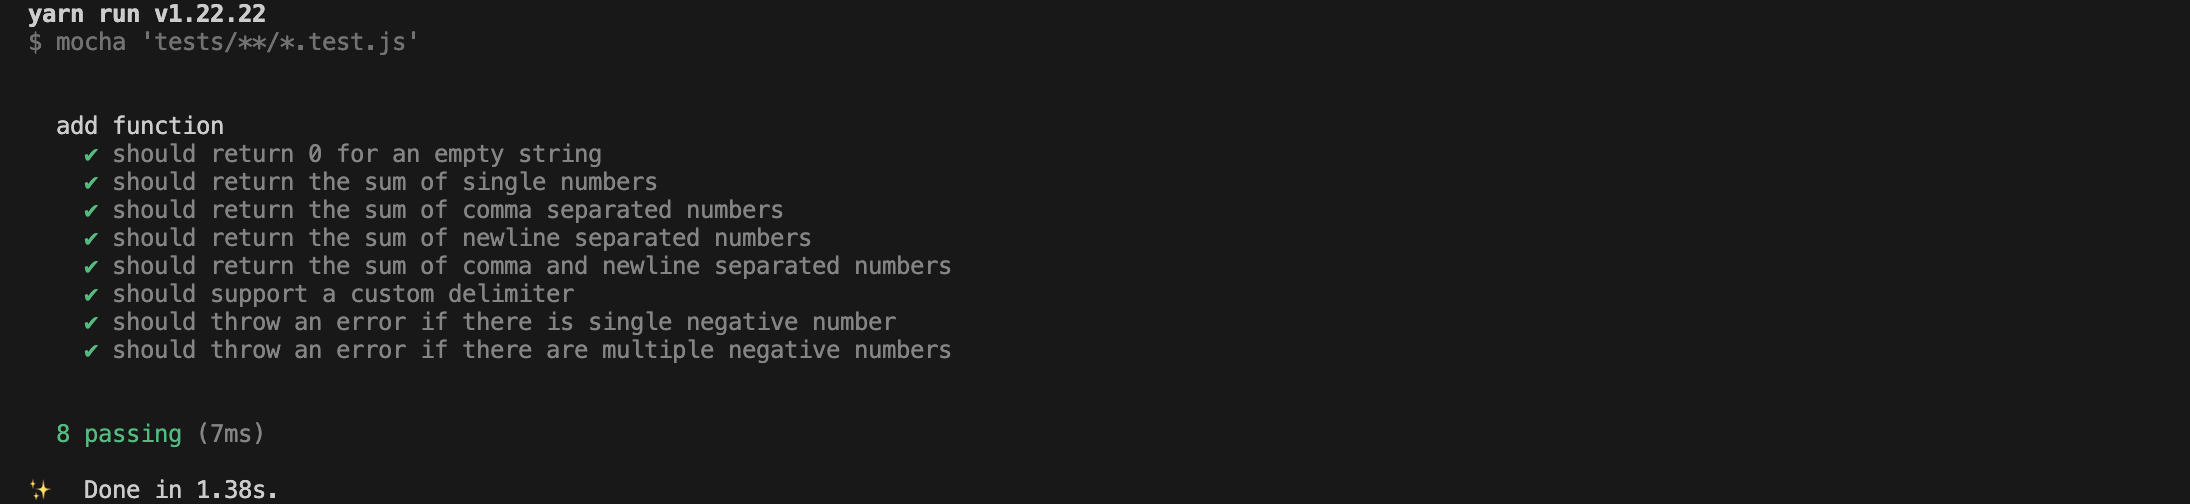 yarn run v1.22.22
$ mocha 'tests/**/*.test.js'
add function
✔ should return 0 for an empty string
✔ should return the sum of single numbers
✔ should return the sum of comma separated numbers
✔ should return the sum of newline separated numbers
✔ should return the sum of comma and newline separated numbers
✔ should support a custom delimiter
✔ should throw an error if there is single negative number
✔ should throw an error if there are multiple negative numbers
8 passing (7ms)
✨ Done in 1.38s.